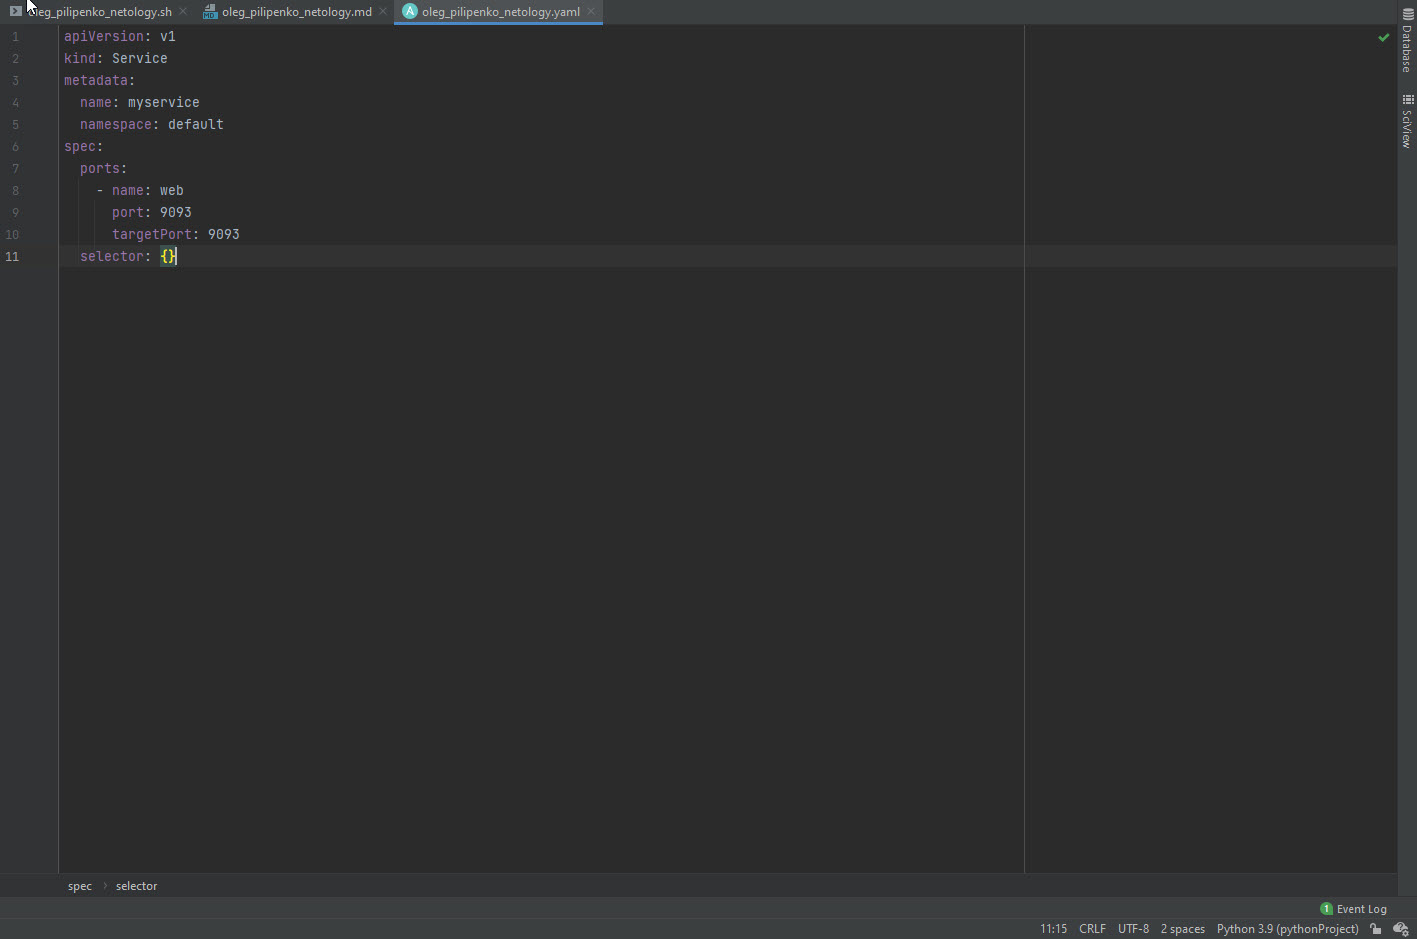 oleg_pilipenko_netology.sh oleg_pilipenko_netology.md oleg_pilipenko_netology.yaml
1 apiVersion: v1
2 kind: Service
3 metadata:
4   name: myservice
5   namespace: default
6 spec:
7   ports:
8     - name: web
9       port: 9093
10       targetPort: 9093
11   selector: {}
Database
SciView
spec › selector
1 Event Log
11:15 CRLF UTF-8 2 spaces Python 3.9 (pythonProject)